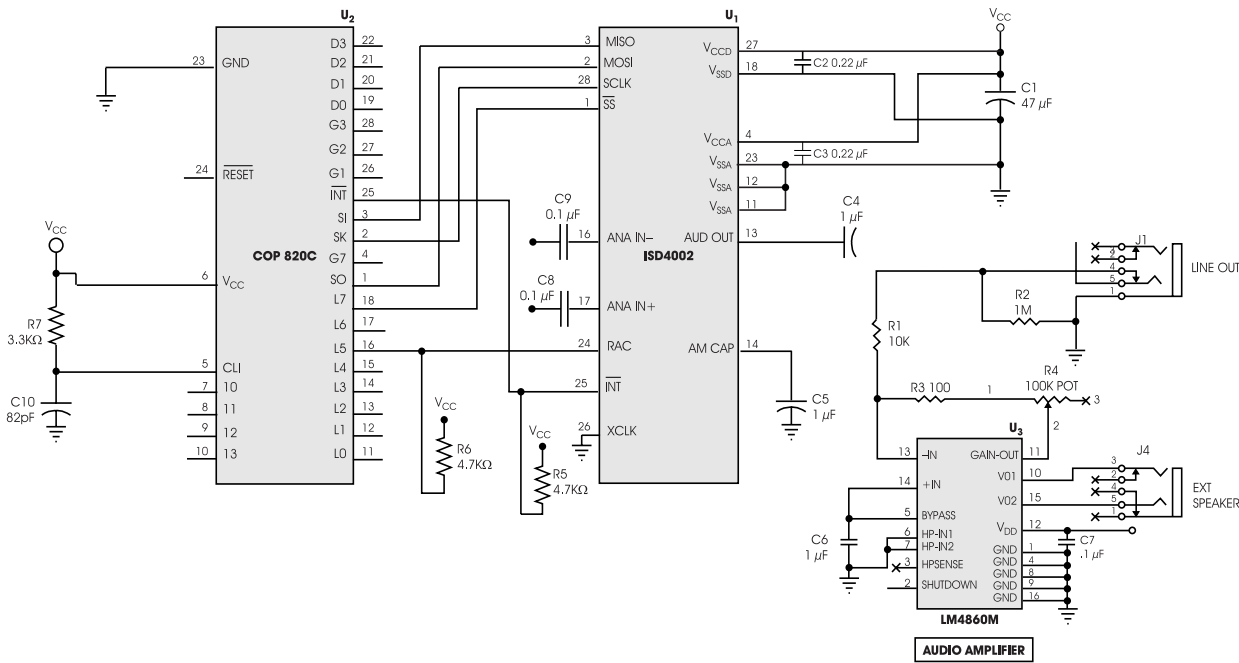 U2
COP 820C
23 GND
24 RESET
6 VCC
5 CLI
7 10
8 11
9 12
10 13
D3 22
D2 21
D1 20
D0 19
G3 28
G2 27
G1 26
INT 25
SI 3
SK 2
G7 4
SO 1
L7 18
L6 17
L5 16
L4 15
L3 14
L2 13
L1 12
L0 11
VCC
R7
3.3KΩ
C10
82pF
VCC
R6
4.7KΩ
VCC
R5
4.7KΩ
C9
0.1 µF
C8
0.1 µF
U1
ISD4002
3 MISO
2 MOSI
28 SCLK
1 SS
16 ANA IN-
17 ANA IN+
24 RAC
25 INT
26 XCLK
VCCD 27
VSSD 18
VCCA 4
VSSA 23
VSSA 12
VSSA 11
AUD OUT 13
AM CAP 14
C2 0.22 µF
C3 0.22 µF
VCC
C1
47 µF
C4
1 µF
C5
1 µF
J1
2
4
5
1
LINE OUT
R2
1M
R1
10K
R3 100
1
R4
100K POT
3
2
U3
13 –IN
14 +IN
5 BYPASS
6 HP-IN1
7 HP-IN2
3 HPSENSE
2 SHUTDOWN
GAIN-OUT 11
V01 10
V02 15
VDD 12
GND 1
GND 4
GND 8
GND 9
GND 16
LM4860M
C6
1 µF
C7
.1 µF
J4
3
2
4
5
1
EXT
SPEAKER
AUDIO AMPLIFIER